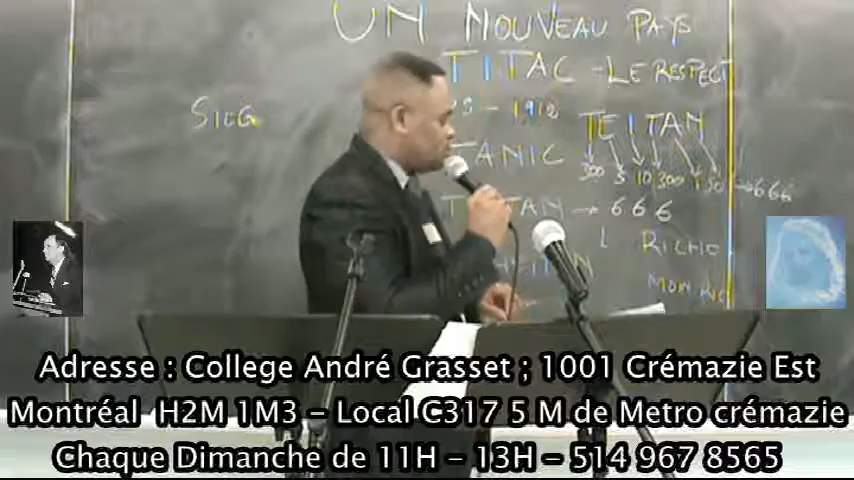 UN NOUVEAU PAYS
TITAC - LE RESPECT
- 1912
SICG
TEITAN
TANIC
300 5 10 300 1 50 → 666
TITAN → 666
RICHO
Adresse : College André Grasset ; 1001 Crémazie Est
Montréal H2M 1M3 - Local C317 5 M de Metro crémazie
Chaque Dimanche de 11H - 13H - 514 967 8565